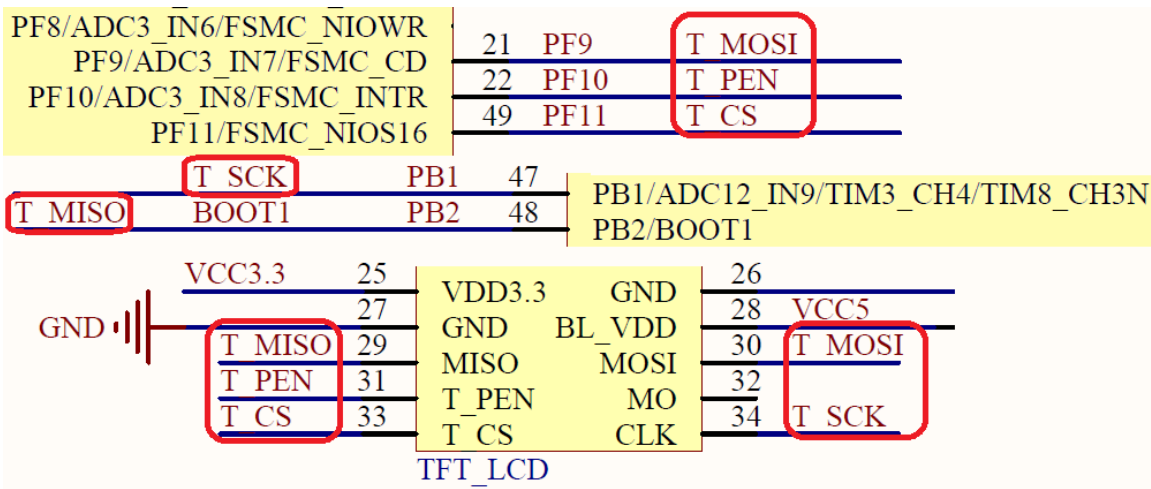 PF8/ADC3_IN6/FSMC_NIOWR
PF9/ADC3_IN7/FSMC_CD 21 PF9 T_MOSI
PF10/ADC3_IN8/FSMC_INTR 22 PF10 T_PEN
PF11/FSMC_NIOS16 49 PF11 T_CS
T_SCK PB1 47 PB1/ADC12_IN9/TIM3_CH4/TIM8_CH3N
T_MISO BOOT1 PB2 48 PB2/BOOT1
VCC3.3 25 VDD3.3 GND 26
GND 27 GND BL_VDD 28 VCC5
T_MISO 29 MISO MOSI 30 T_MOSI
T_PEN 31 T_PEN MO 32
T_CS 33 T_CS CLK 34 T_SCK
TFT_LCD